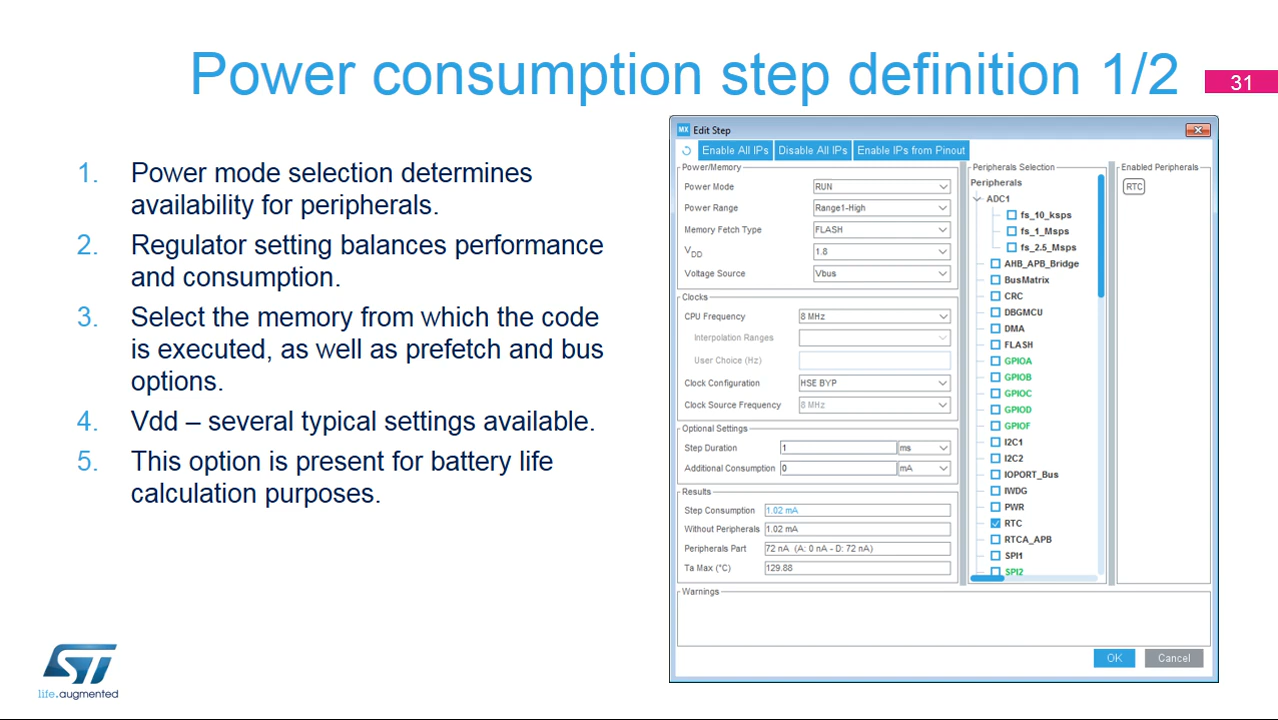 Power consumption step definition 1/2
31
1. Power mode selection determines
availability for peripherals.
2. Regulator setting balances performance
and consumption.
3. Select the memory from which the code
is executed, as well as prefetch and bus
options.
4. Vdd – several typical settings available.
5. This option is present for battery life
calculation purposes.
MX Edit Step
Enable All IPs Disable All IPs Enable IPs from Pinout
Power/Memory
Power Mode RUN
Power Range Range1-High
Memory Fetch Type FLASH
VDD 1.8
Voltage Source Vbus
Clocks
CPU Frequency 8 MHz
Interpolation Ranges
User Choice (Hz)
Clock Configuration HSE BYP
Clock Source Frequency 8 MHz
Optional Settings
Step Duration 1 ms
Additional Consumption 0 mA
Results
Step Consumption 1.02 mA
Without Peripherals 1.02 mA
Peripherals Part 72 nA (A: 0 nA - D: 72 nA)
Ta Max (°C) 129.88
Peripherals Selection
Peripherals
ADC1
fs_10_ksps
fs_1_Msps
fs_2.5_Msps
AHB_APB_Bridge
BusMatrix
CRC
DBGMCU
DMA
FLASH
GPIOA
GPIOB
GPIOC
GPIOD
GPIOF
I2C1
I2C2
IOPORT_Bus
IWDG
PWR
RTC
RTCA_APB
SPI1
SPI2
Enabled Peripherals
RTC
Warnings
OK Cancel
ST
life.augmented